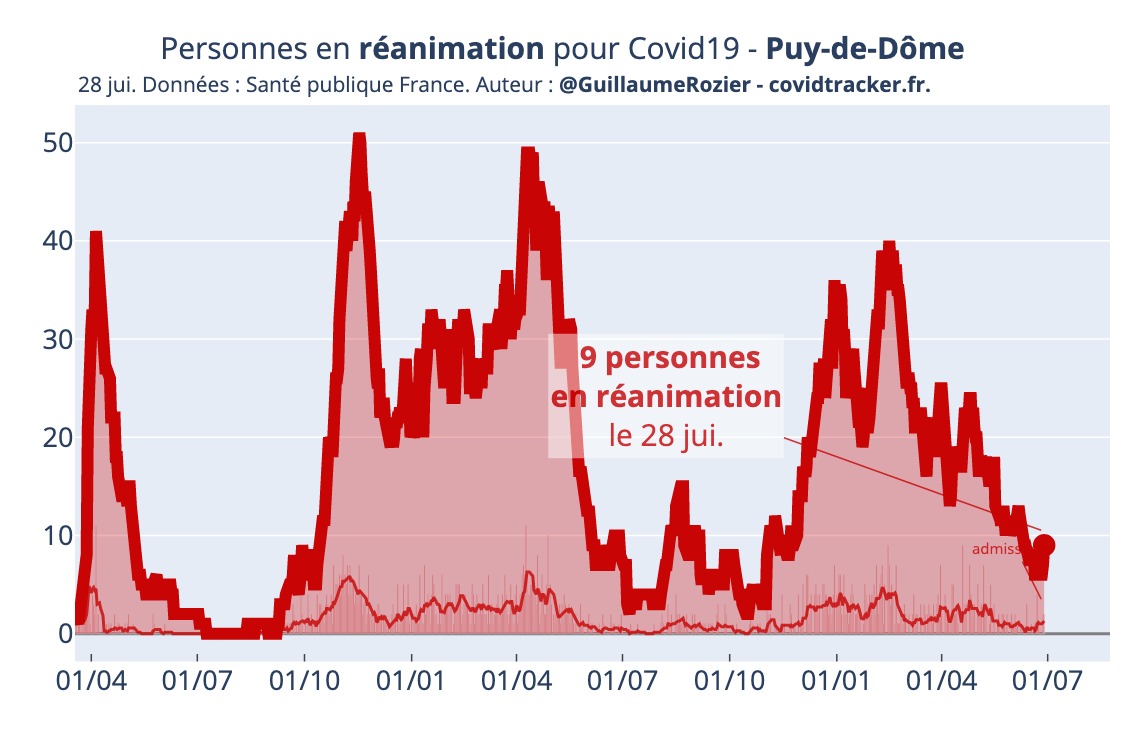 Personnes en réanimation pour Covid19 - Puy-de-Dôme
28 jui. Données : Santé publique France. Auteur : @GuillaumeRozier - covidtracker.fr.
50
40
30
20
10
0
9 personnes
en réanimation
le 28 jui.
admiss
01/04 01/07 01/10 01/01 01/04 01/07 01/10 01/01 01/04 01/07